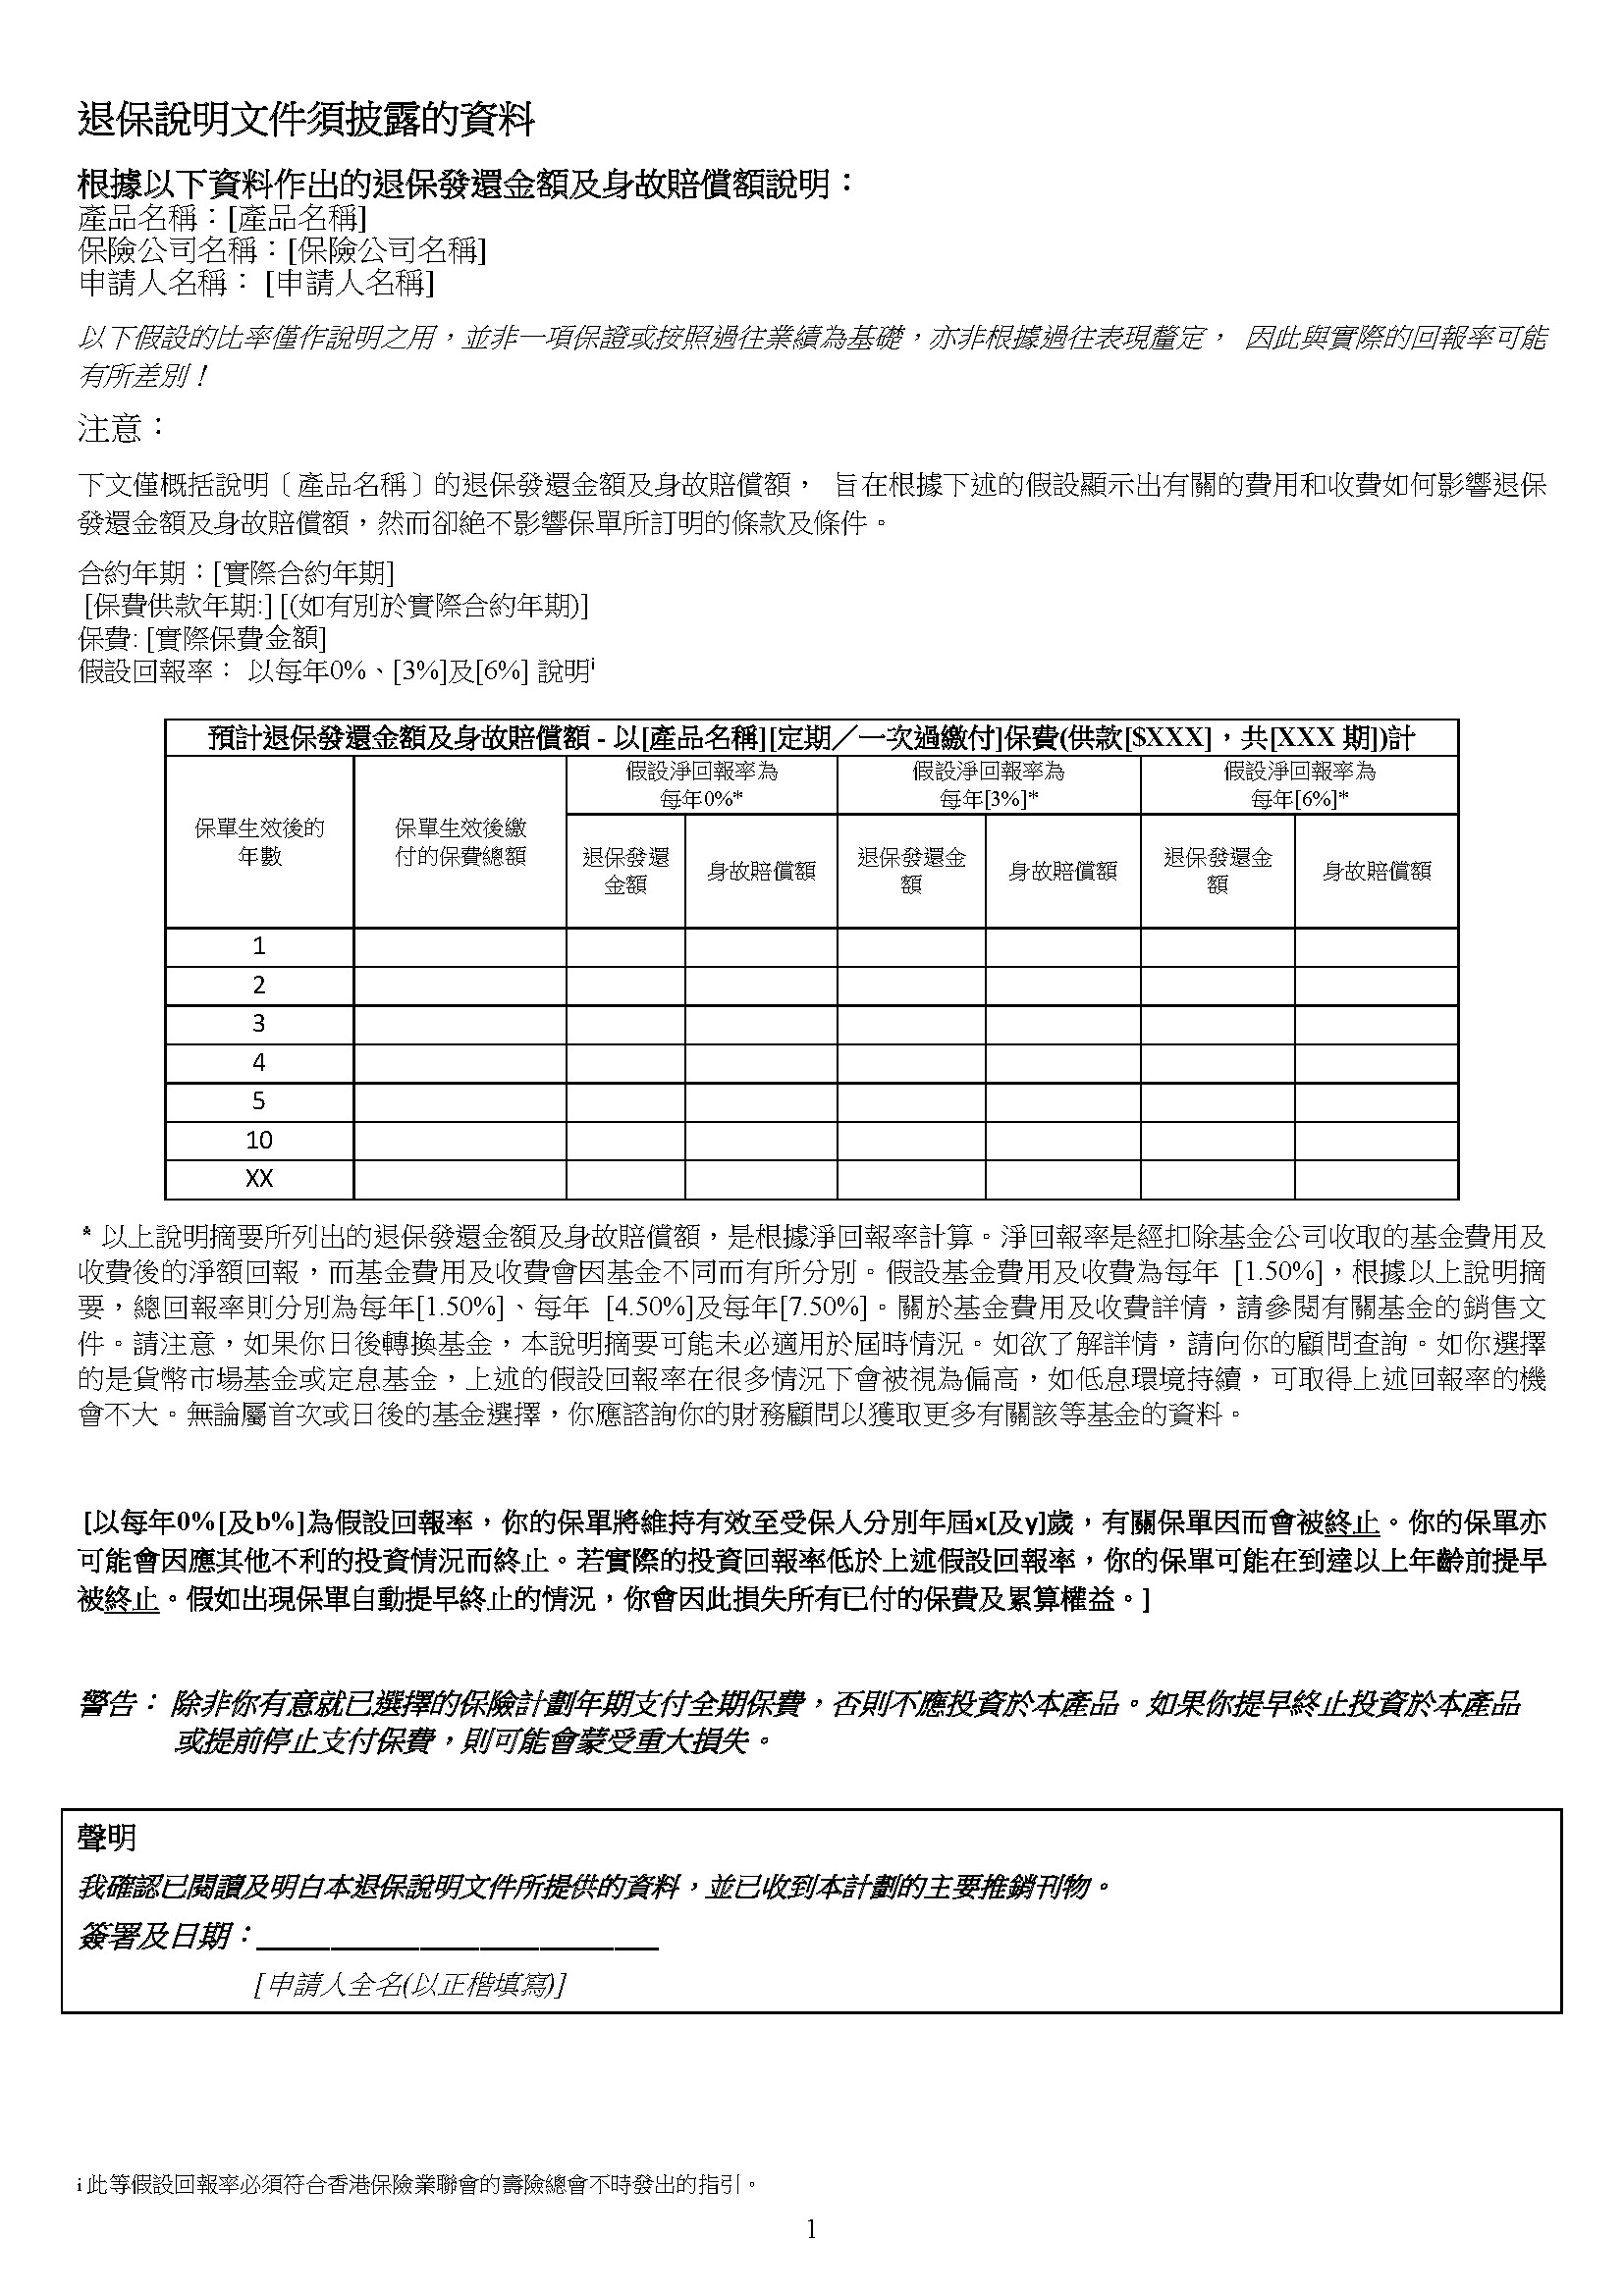 退保說明文件須披露的資料
根據以下資料作出的退保發還金額及身故賠償額說明：
產品名稱：[產品名稱]
保險公司名稱：[保險公司名稱]
申請人名稱： [申請人名稱]
以下假設的比率僅作說明之用，並非一項保證或按照過往業績為基礎，亦非根據過往表現釐定， 因此與實際的回報率可能
有所差別！
注意：
下文僅概括說明﹝產品名稱﹞的退保發還金額及身故賠償額， 旨在根據下述的假設顯示出有關的費用和收費如何影響退保
發還金額及身故賠償額，然而卻絕不影響保單所訂明的條款及條件。
合約年期：[實際合約年期]
[保費供款年期:] [(如有別於實際合約年期)]
保費: [實際保費金額]
假設回報率： 以每年0%、[3%]及[6%] 說明i
預計退保發還金額及身故賠償額 - 以[產品名稱][定期／一次過繳付]保費(供款[$XXX]，共[XXX 期])計
保單生效後的
年數
保單生效後繳
付的保費總額
假設淨回報率為
每年0%*
假設淨回報率為
每年[3%]*
假設淨回報率為
每年[6%]*
退保發還
金額
身故賠償額
退保發還金
額
身故賠償額
退保發還金
額
身故賠償額
1
2
3
4
5
10
XX
* 以上說明摘要所列出的退保發還金額及身故賠償額，是根據淨回報率計算。淨回報率是經扣除基金公司收取的基金費用及
收費後的淨額回報，而基金費用及收費會因基金不同而有所分別。假設基金費用及收費為每年 [1.50%]，根據以上說明摘
要，總回報率則分別為每年[1.50%]、每年 [4.50%]及每年[7.50%]。關於基金費用及收費詳情，請參閱有關基金的銷售文
件。請注意，如果你日後轉換基金，本說明摘要可能未必適用於屆時情況。如欲了解詳情，請向你的顧問查詢。如你選擇
的是貨幣市場基金或定息基金，上述的假設回報率在很多情況下會被視為偏高，如低息環境持續，可取得上述回報率的機
會不大。無論屬首次或日後的基金選擇，你應諮詢你的財務顧問以獲取更多有關該等基金的資料。
[以每年0%[及b%]為假設回報率，你的保單將維持有效至受保人分別年屆x[及y]歲，有關保單因而會被終止。你的保單亦
可能會因應其他不利的投資情況而終止。若實際的投資回報率低於上述假設回報率，你的保單可能在到達以上年齡前提早
被終止。假如出現保單自動提早終止的情況，你會因此損失所有已付的保費及累算權益。]
警告： 除非你有意就已選擇的保險計劃年期支付全期保費，否則不應投資於本產品。如果你提早終止投資於本產品
或提前停止支付保費，則可能會蒙受重大損失。
聲明
我確認已閱讀及明白本退保說明文件所提供的資料，並已收到本計劃的主要推銷刊物。
簽署及日期：___________________________
[申請人全名(以正楷填寫)]
i 此等假設回報率必須符合香港保險業聯會的壽險總會不時發出的指引。
1